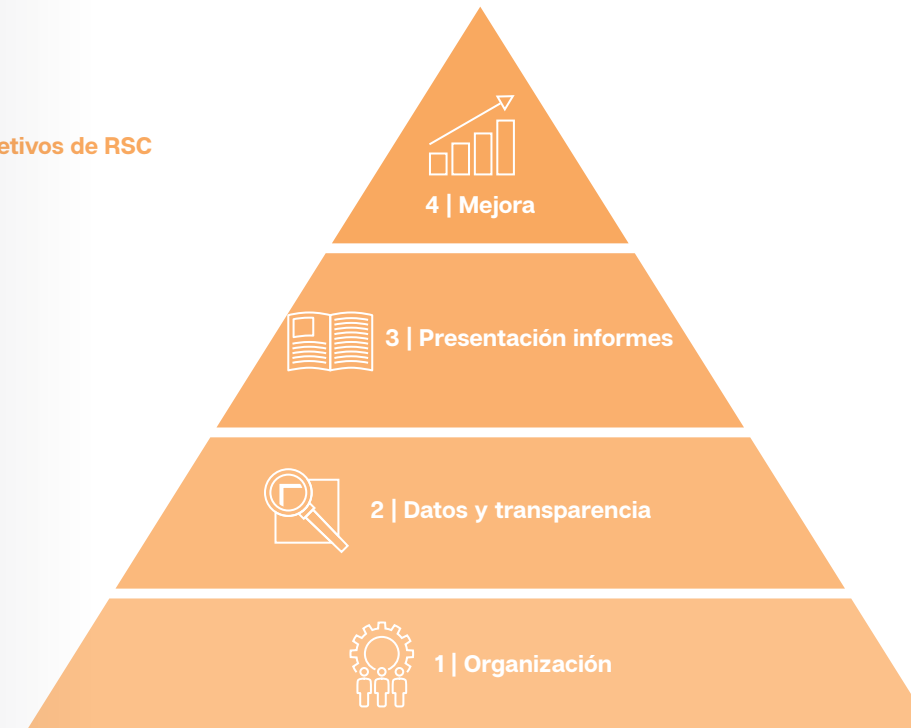 etivos de RSC
4 | Mejora
3 | Presentación informes
2 | Datos y transparencia
1 | Organización